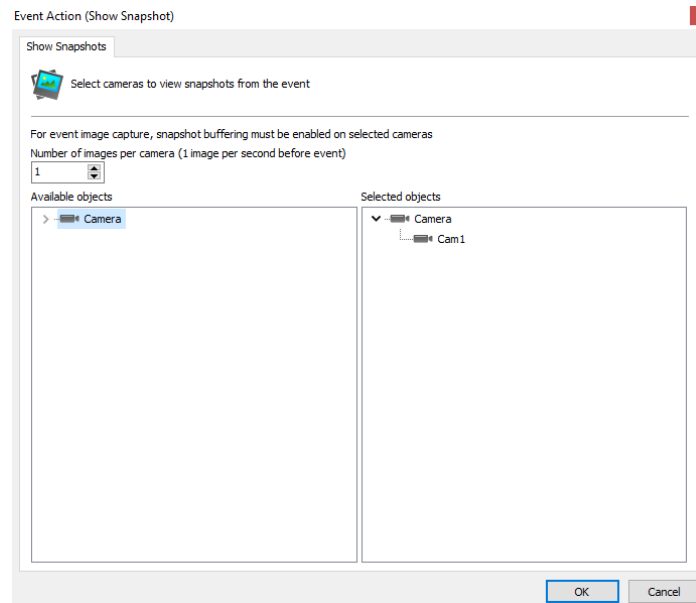 Event Action (Show Snapshot)
Show Snapshots
Select cameras to view snapshots from the event
For event image capture, snapshot buffering must be enabled on selected cameras
Number of images per camera (1 image per second before event)
1
Available objects
Selected objects
Camera
Camera
Cam1
OK
Cancel